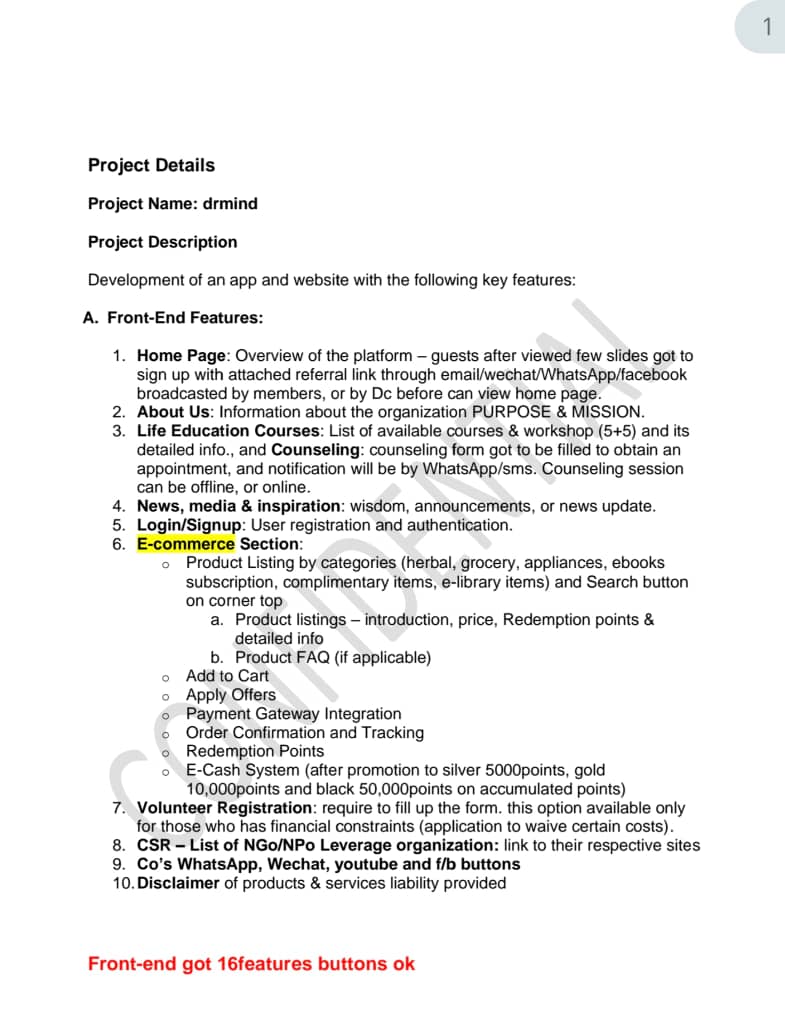 1
Project Details
Project Name: drmind
Project Description
Development of an app and website with the following key features:
A. Front-End Features:
1. Home Page: Overview of the platform – guests after viewed few slides got to
sign up with attached referral link through email/wechat/WhatsApp/facebook
broadcasted by members, or by Dc before can view home page.
2. About Us: Information about the organization PURPOSE & MISSION.
3. Life Education Courses: List of available courses & workshop (5+5) and its
detailed info., and Counseling: counseling form got to be filled to obtain an
appointment, and notification will be by WhatsApp/sms. Counseling session
can be offline, or online.
4. News, media & inspiration: wisdom, announcements, or news update.
5. Login/Signup: User registration and authentication.
6. E-commerce Section:
o Product Listing by categories (herbal, grocery, appliances, ebooks
subscription, complimentary items, e-library items) and Search button
on corner top
a. Product listings – introduction, price, Redemption points &
detailed info
b. Product FAQ (if applicable)
o Add to Cart
o Apply Offers
o Payment Gateway Integration
o Order Confirmation and Tracking
o Redemption Points
o E-Cash System (after promotion to silver 5000points, gold
10,000points and black 50,000points on accumulated points)
7. Volunteer Registration: require to fill up the form. this option available only
for those who has financial constraints (application to waive certain costs).
8. CSR – List of NGo/NPo Leverage organization: link to their respective sites
9. Co's WhatsApp, Wechat, youtube and f/b buttons
10. Disclaimer of products & services liability provided
Front-end got 16features buttons ok
CONFIDENTIAL